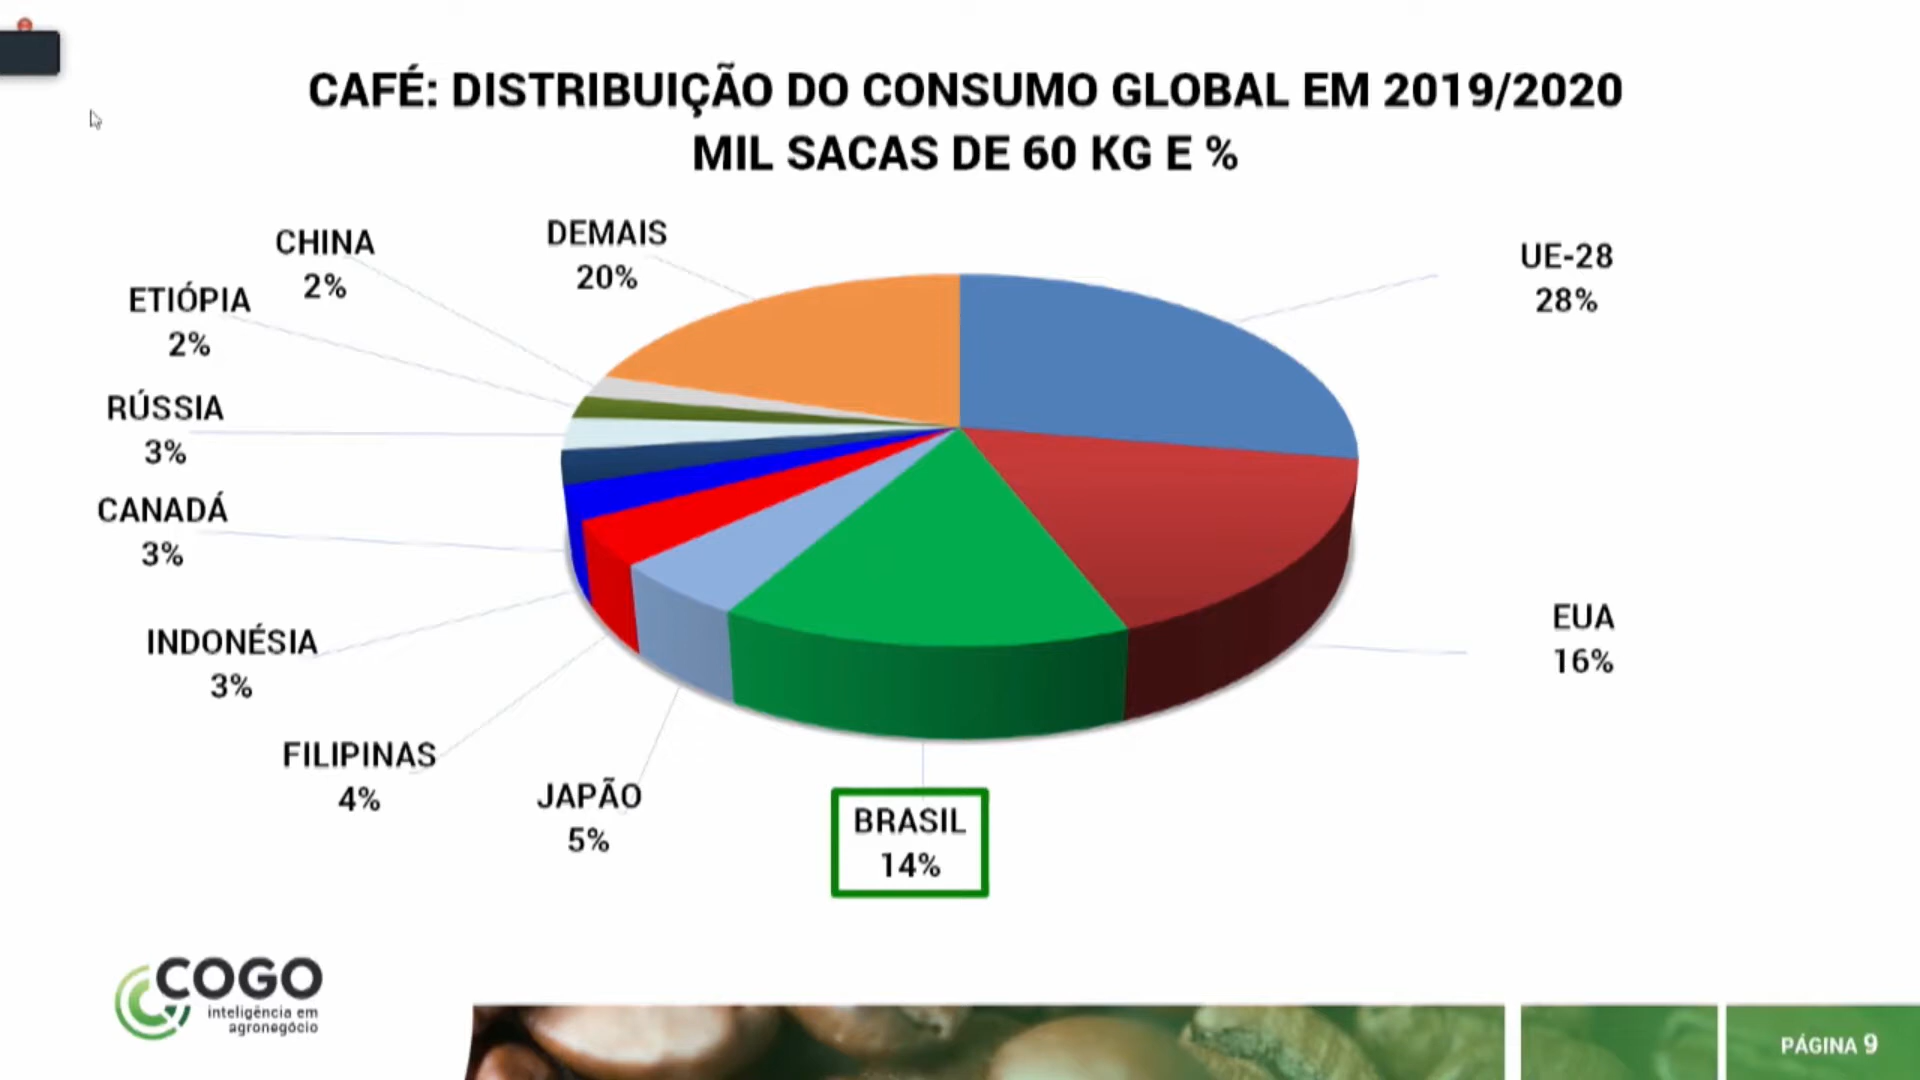 CAFÉ: DISTRIBUIÇÃO DO CONSUMO GLOBAL EM 2019/2020
MIL SACAS DE 60 KG E %
DEMAIS
20%
CHINA
2%
UE-28
28%
ETIÓPIA
2%
RÚSSIA
3%
CANADÁ
3%
EUA
16%
INDONÉSIA
3%
FILIPINAS
4%
JAPÃO
5%
BRASIL
14%
COGO
inteligência em
agronegócio
PÁGINA 9